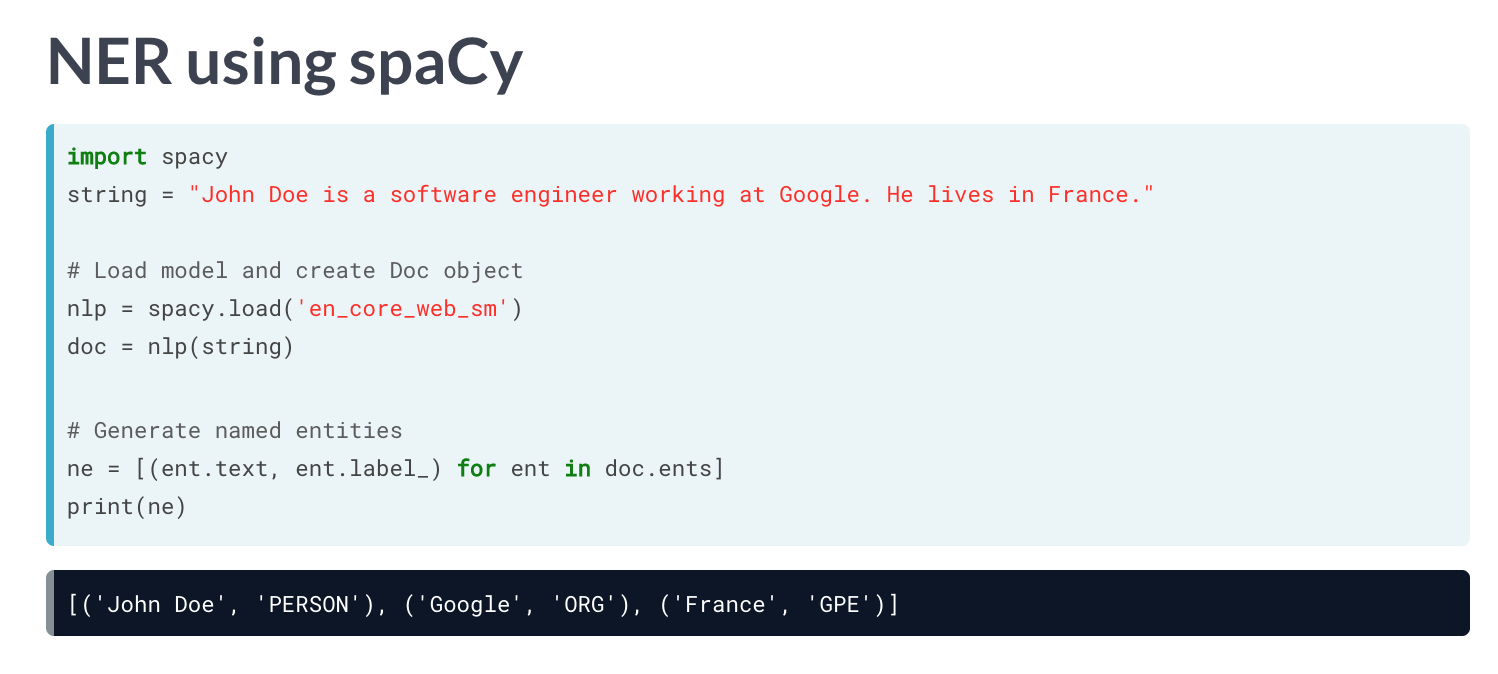 NER using spaCy
import spacy
string = "John Doe is a software engineer working at Google. He lives in France."
# Load model and create Doc object
nlp = spacy.load('en_core_web_sm')
doc = nlp(string)
# Generate named entities
ne = [(ent.text, ent.label_) for ent in doc.ents]
print(ne)
[('John Doe', 'PERSON'), ('Google', 'ORG'), ('France', 'GPE')]